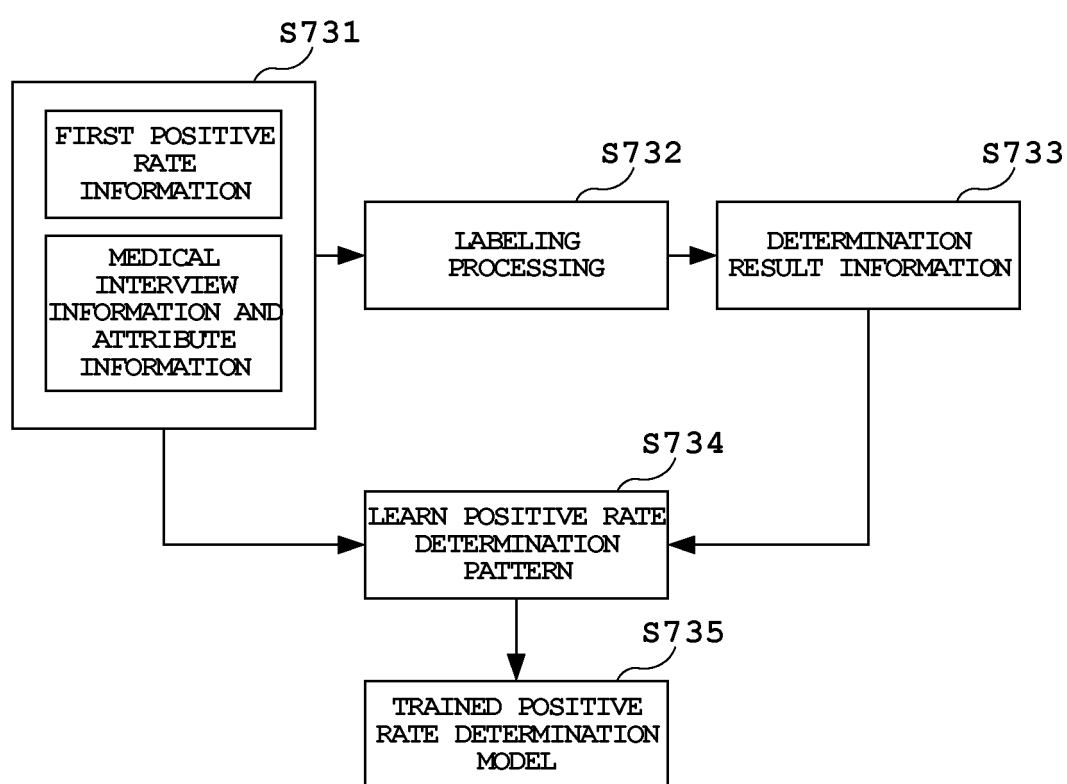 S731
FIRST POSITIVE
RATE
INFORMATION
MEDICAL
INTERVIEW
INFORMATION AND
ATTRIBUTE
INFORMATION
S732
LABELING
PROCESSING
S733
DETERMINATION
RESULT INFORMATION
S734
LEARN POSITIVE RATE
DETERMINATION
PATTERN
S735
TRAINED POSITIVE
RATE DETERMINATION
MODEL